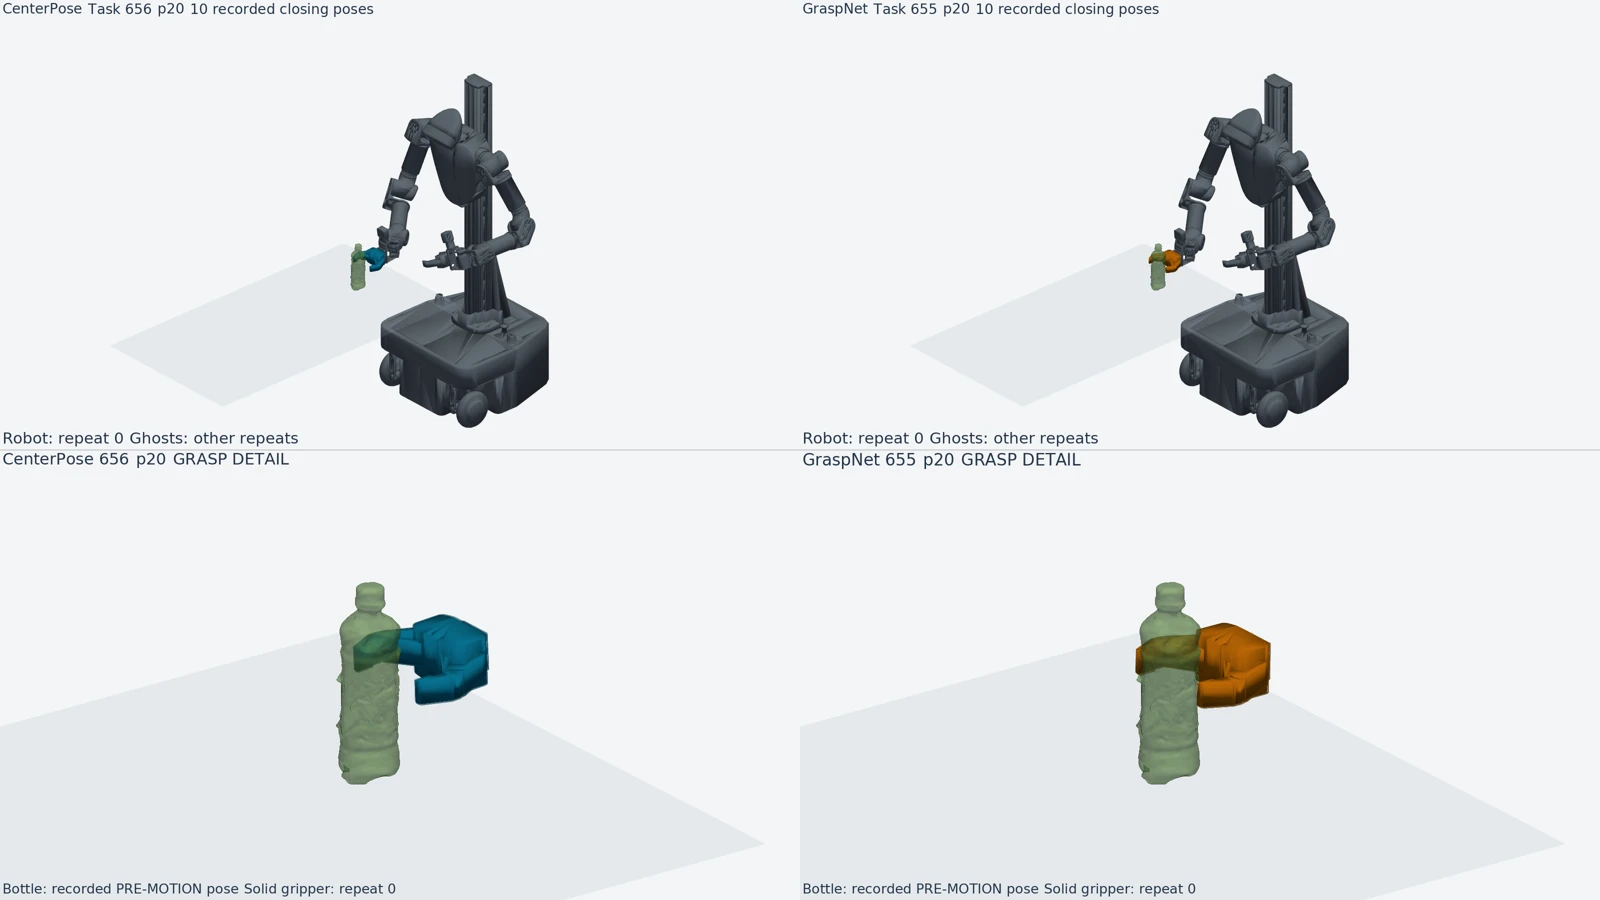 CenterPose Task 656 p20 10 recorded closing poses
GraspNet Task 655 p20 10 recorded closing poses
Robot: repeat 0 Ghosts: other repeats
Robot: repeat 0 Ghosts: other repeats
CenterPose 656 p20 GRASP DETAIL
GraspNet 655 p20 GRASP DETAIL
Bottle: recorded PRE-MOTION pose Solid gripper: repeat 0
Bottle: recorded PRE-MOTION pose Solid gripper: repeat 0